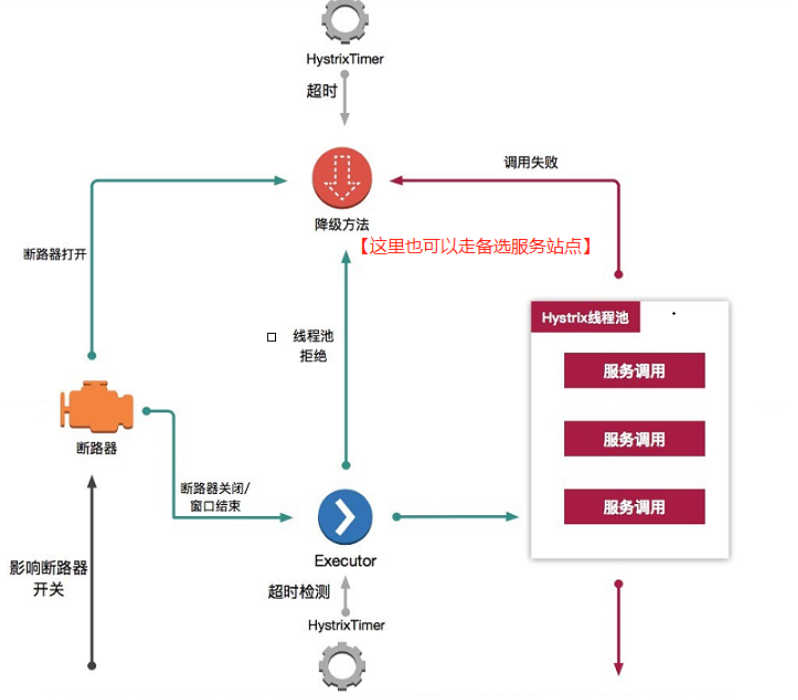 HystrixTimer
超时
调用失败
降级方法
【这里也可以走备选服务站点】
断路器打开
Hystrix线程池
线程池
拒绝
服务调用
服务调用
断路器
断路器关闭/
窗口结束
服务调用
Executor
影响断路器
开关
超时检测
HystrixTimer